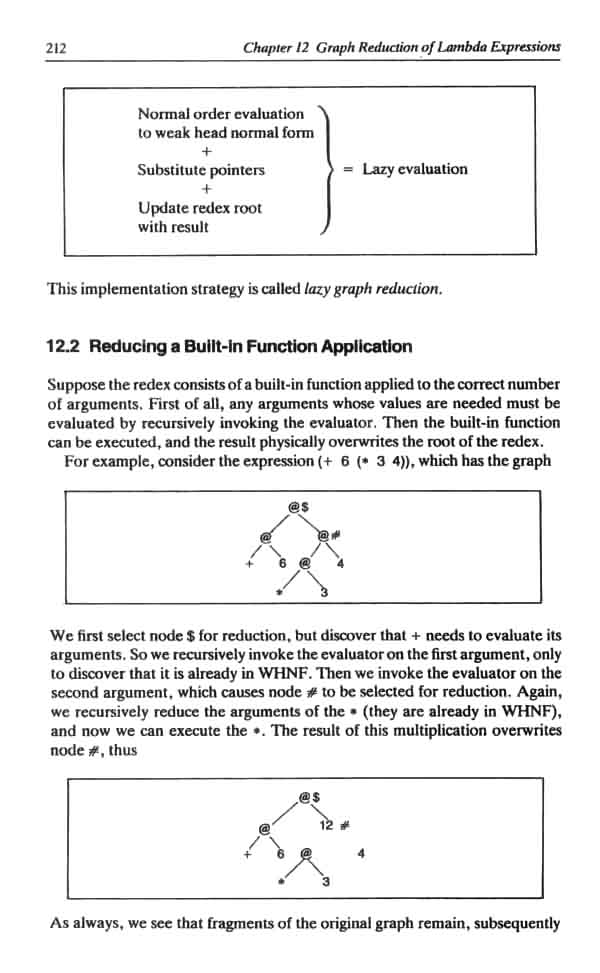 212
Chapter 12 Graph Reduction of Lambda Expressions
Normal order evaluation
to weak head normal form
+
Substitute pointers
+
Update redex root
with result
= Lazy evaluation
This implementation strategy is called lazy graph reduction.
12.2 Reducing a Built-in Function Application
Suppose the redex consists of a built-in function applied to the correct number
of arguments. First of all, any arguments whose values are needed must be
evaluated by recursively invoking the evaluator. Then the built-in function
can be executed, and the result physically overwrites the root of the redex.
For example, consider the expression (+ 6 (* 3 4)), which has the graph
@$
@ @#
+ 6 @ 4
* 3
We first select node $ for reduction, but discover that + needs to evaluate its
arguments. So we recursively invoke the evaluator on the first argument, only
to discover that it is already in WHNF. Then we invoke the evaluator on the
second argument, which causes node # to be selected for reduction. Again,
we recursively reduce the arguments of the * (they are already in WHNF),
and now we can execute the *. The result of this multiplication overwrites
node #, thus
@$
@ 12 #
+ 6 @ 4
* 3
As always, we see that fragments of the original graph remain, subsequently